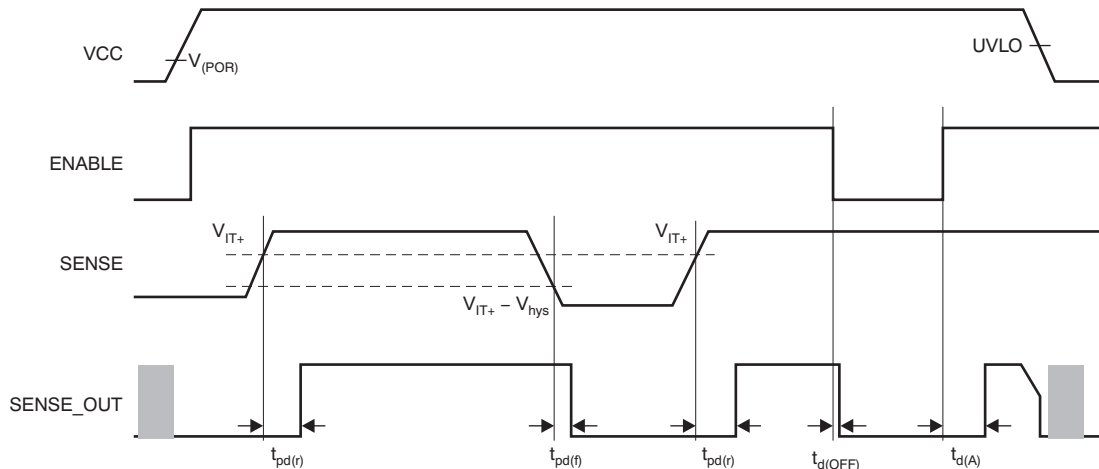 VCC
V(POR)
UVLO
ENABLE
SENSE
VIT+
VIT+
VIT+ – Vhys
SENSE_OUT
tpd(r)
tpd(f)
tpd(r)
td(OFF)
td(A)